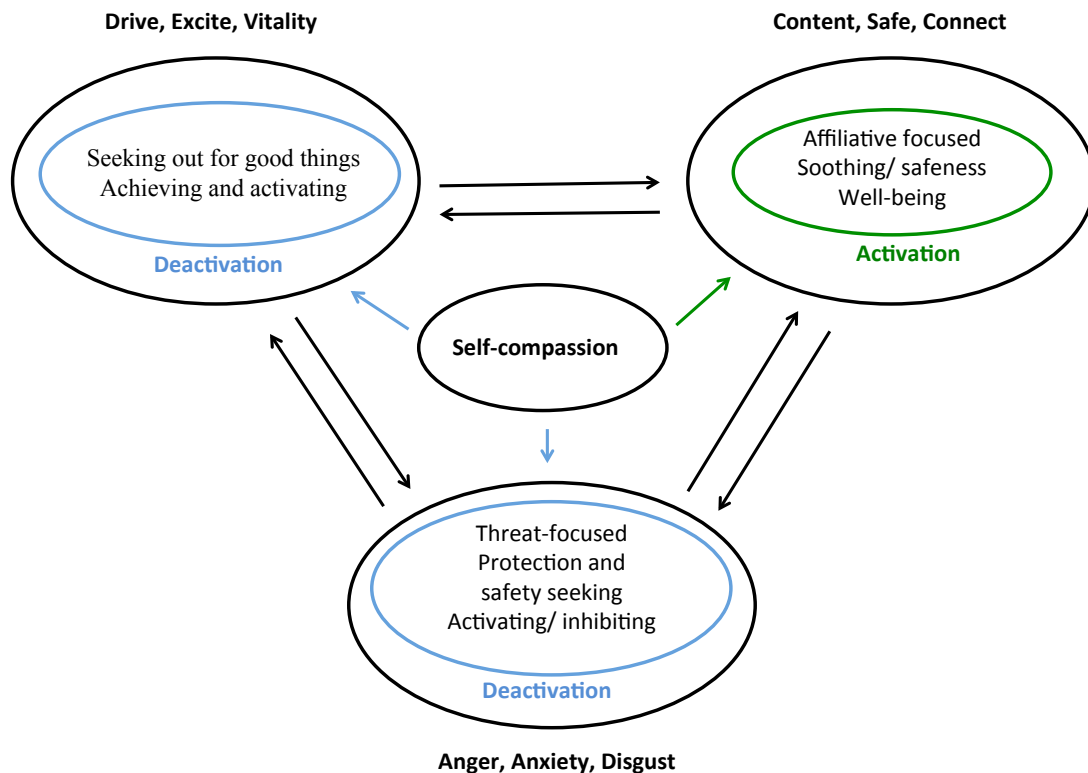 Drive, Excite, Vitality
Content, Safe, Connect
Seeking out for good things
Achieving and activating
Deactivation
Affiliative focused
Soothing/ safeness
Well-being
Activation
Self-compassion
Threat-focused
Protection and
safety seeking
Activating/ inhibiting
Deactivation
Anger, Anxiety, Disgust